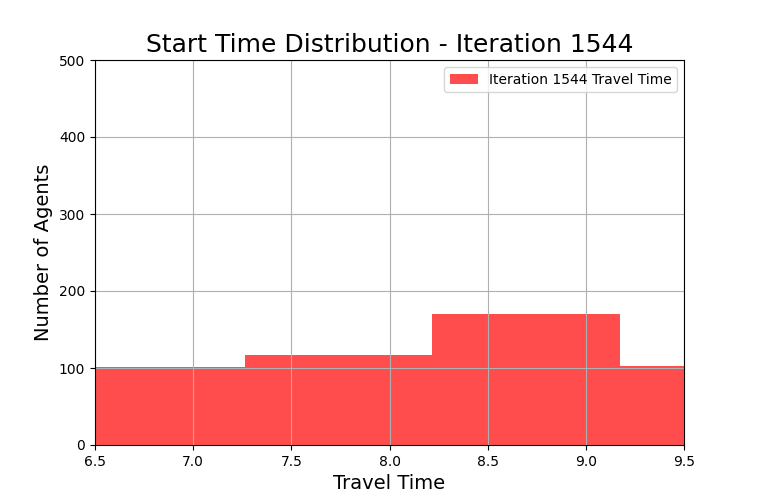 Start Time Distribution - Iteration 1544
Iteration 1544 Travel Time
Number of Agents
500
400
300
200
100
0
6.5 7.0 7.5 8.0 8.5 9.0 9.5
Travel Time